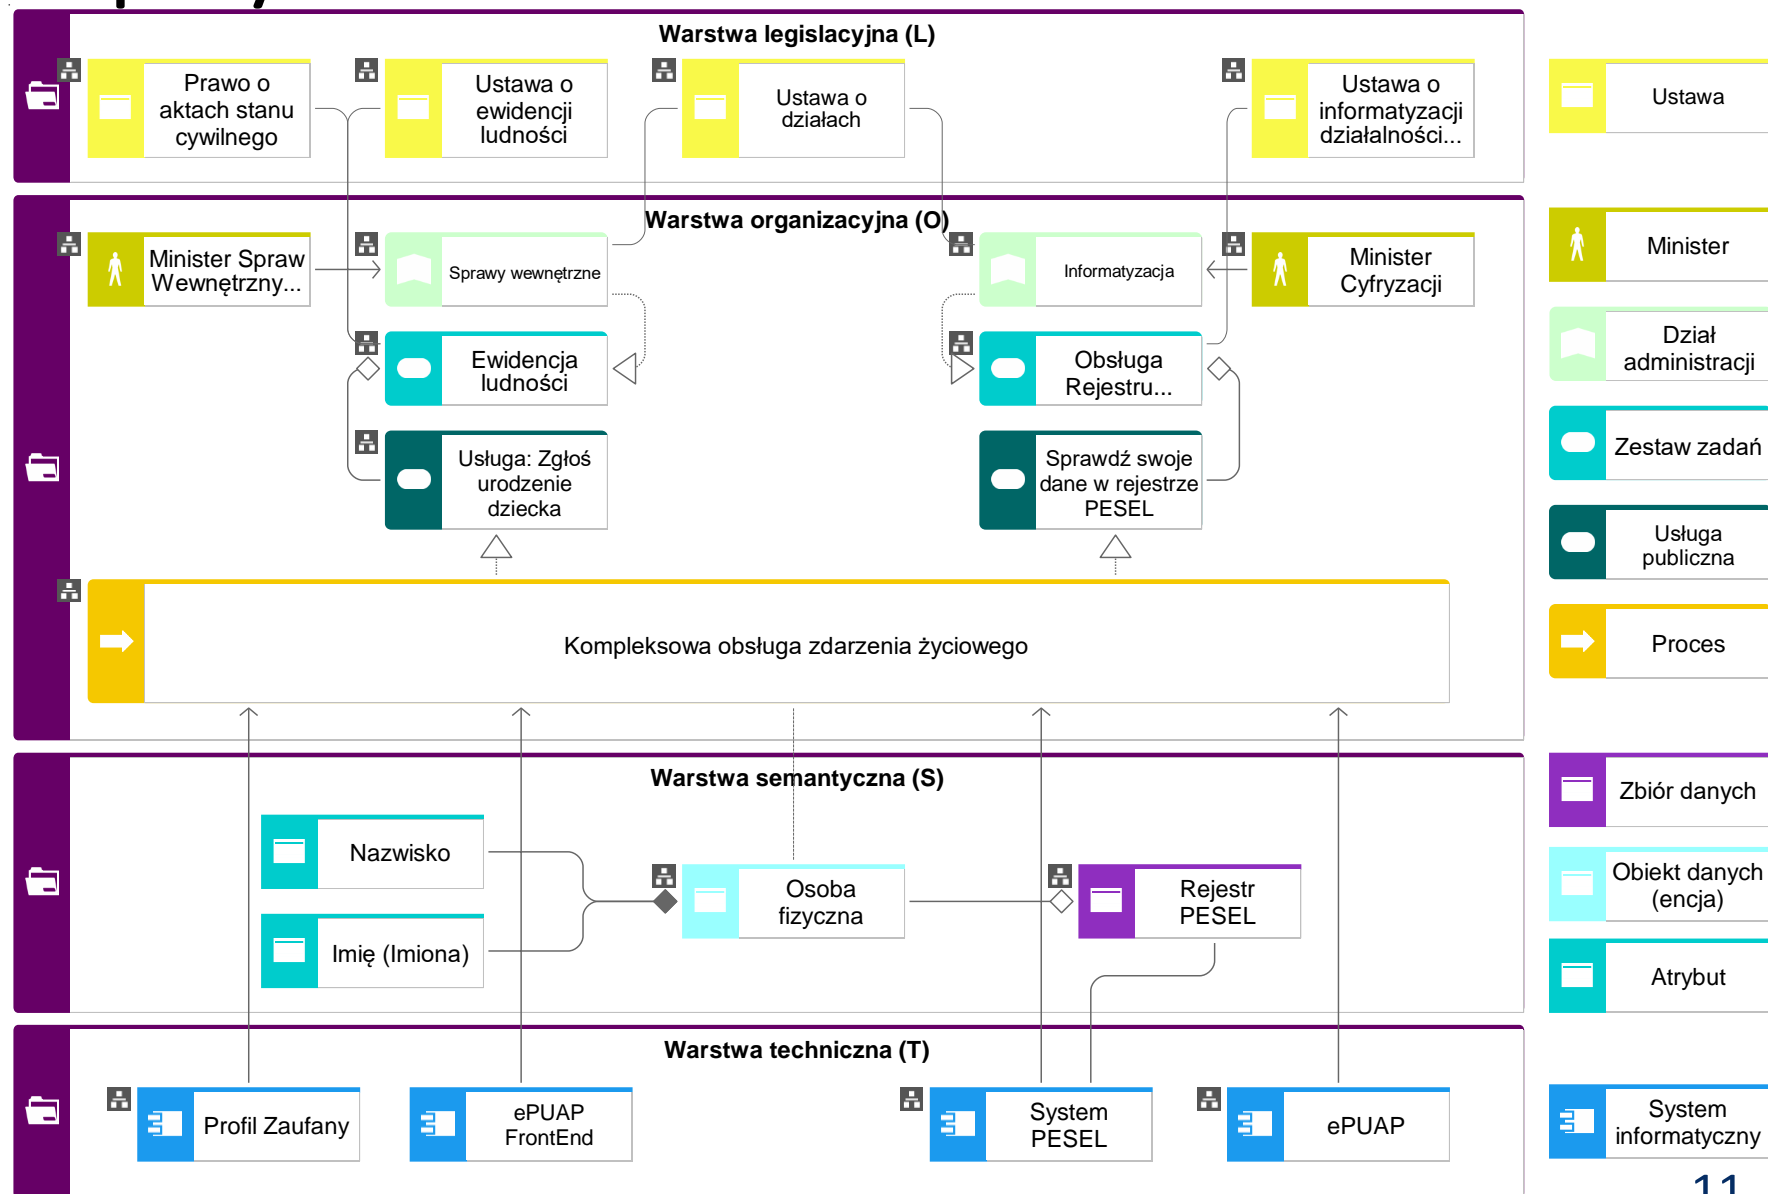 Warstwa legislacyjna (L)
Prawo o
aktach stanu
cywilnego
Ustawa o
ewidencji
ludności
Ustawa o
działach
Ustawa o
informatyzacji
działalności...
Ustawa
Warstwa organizacyjna (O)
Minister Spraw
Wewnętrzny...
Sprawy wewnętrzne
Informatyzacja
Minister
Cyfryzacji
Minister
Ewidencja
ludności
Obsługa
Rejestru...
Dział
administracji
Usługa: Zgłoś
urodzenie
dziecka
Sprawdź swoje
dane w rejestrze
PESEL
Zestaw zadań
Usługa
publiczna
Kompleksowa obsługa zdarzenia życiowego
Proces
Warstwa semantyczna (S)
Nazwisko
Imię (Imiona)
Osoba
fizyczna
Rejestr
PESEL
Zbiór danych
Obiekt danych
(encja)
Atrybut
Warstwa techniczna (T)
Profil Zaufany
ePUAP
FrontEnd
System
PESEL
ePUAP
System
informatyczny
11